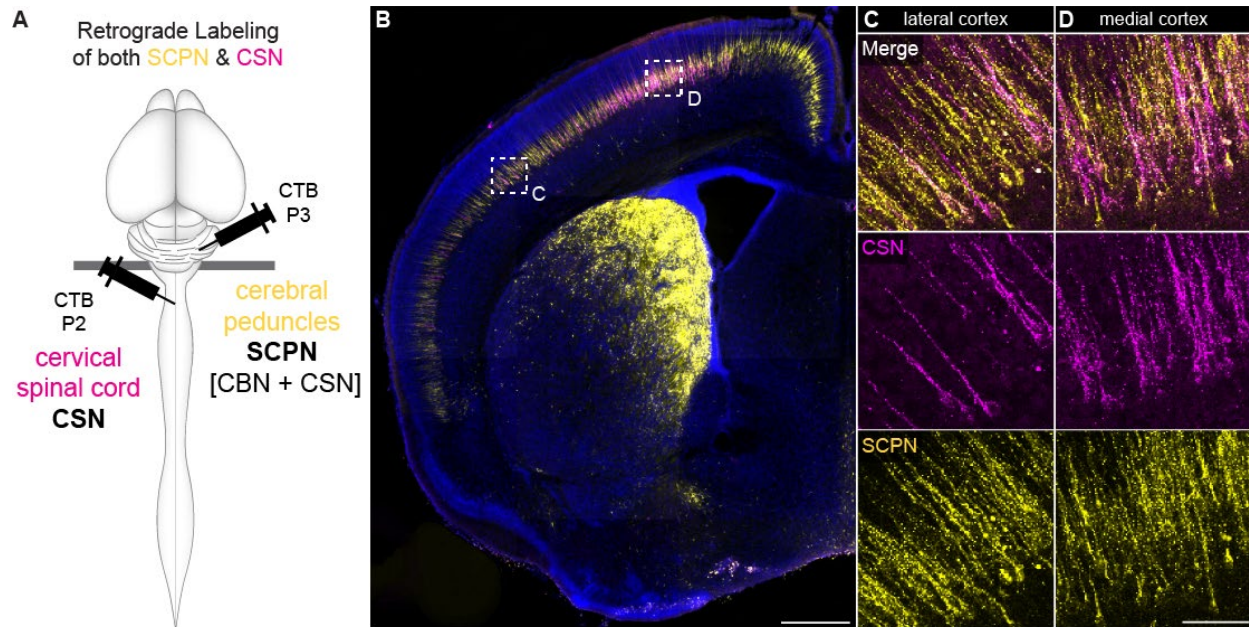 A
Retrograde Labeling
of both SCPN & CSN
CTB
P3
CTB
P2
cervical
spinal cord
CSN
cerebral
peduncles
SCPN
[CBN + CSN]
B
D
C
C lateral cortex
D medial cortex
Merge
CSN
SCPN